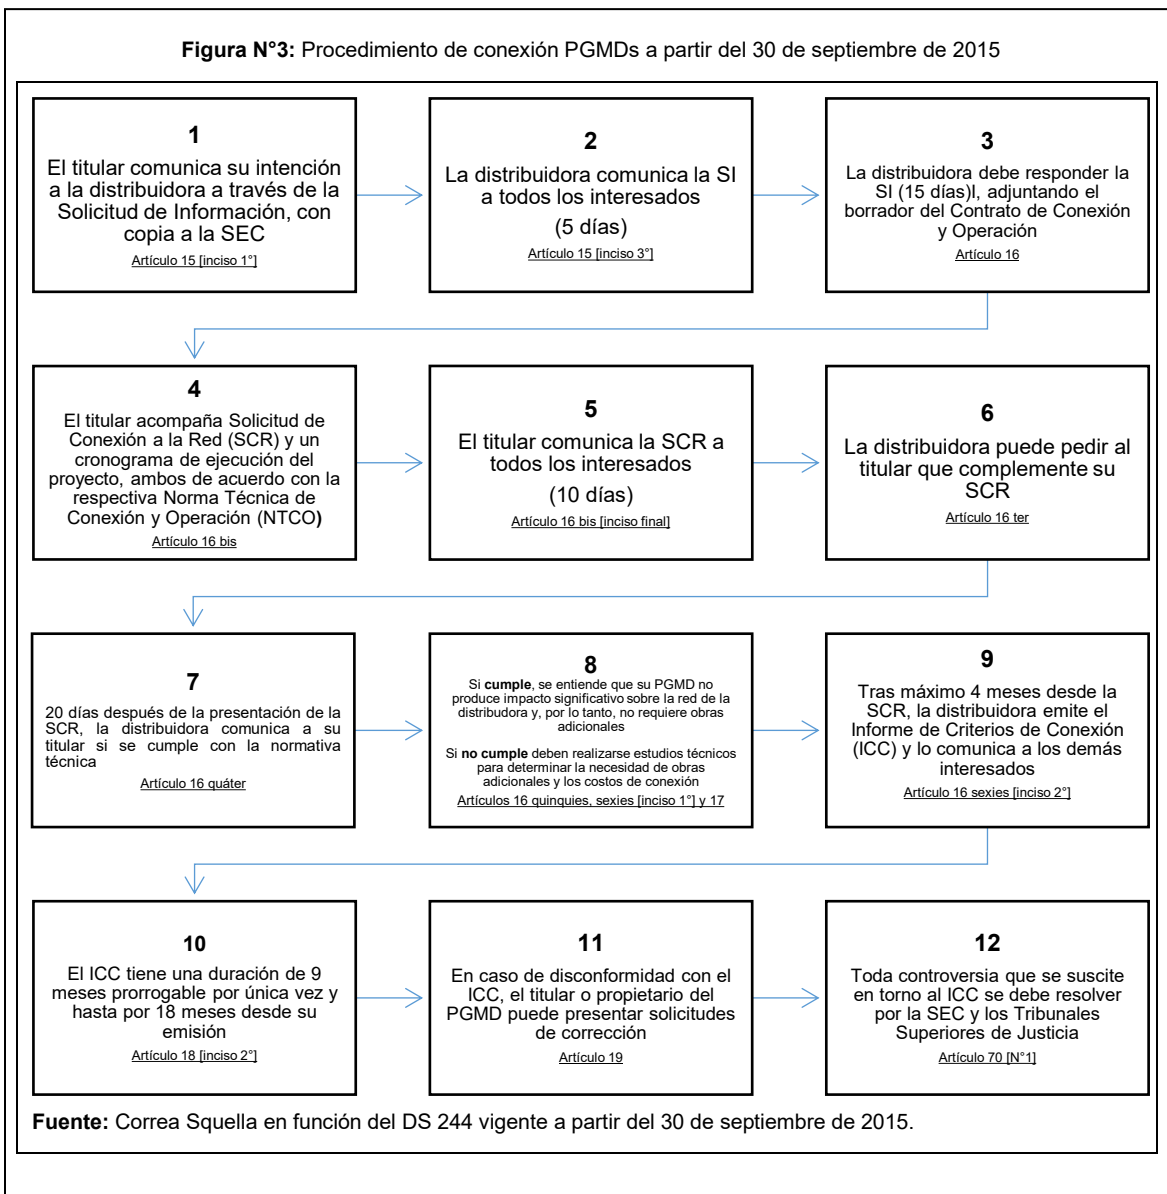 Figura N°3: Procedimiento de conexión PGMDs a partir del 30 de septiembre de 2015
1
El titular comunica su intención
a la distribuidora a través de la
Solicitud de Información, con
copia a la SEC
Artículo 15 [inciso 1°]
2
La distribuidora comunica la SI
a todos los interesados
(5 días)
Artículo 15 [inciso 3°]
3
La distribuidora debe responder la
SI (15 días)l, adjuntando el
borrador del Contrato de Conexión
y Operación
Artículo 16
4
El titular acompaña Solicitud de
Conexión a la Red (SCR) y un
cronograma de ejecución del
proyecto, ambos de acuerdo con la
respectiva Norma Técnica de
Conexión y Operación (NTCO)
Artículo 16 bis
5
El titular comunica la SCR a
todos los interesados
(10 días)
Artículo 16 bis [inciso final]
6
La distribuidora puede pedir al
titular que complemente su
SCR
Artículo 16 ter
7
20 días después de la presentación de la
SCR, la distribuidora comunica a su
titular si se cumple con la normativa
técnica
Artículo 16 quáter
8
Si cumple, se entiende que su PGMD no
produce impacto significativo sobre la red de la
distribudora y, por lo tanto, no requiere obras
adicionales
Si no cumple deben realizarse estudios técnicos
para determinar la necesidad de obras
adicionales y los costos de conexión
Artículos 16 quinquies, sexies [inciso 1°] y 17
9
Tras máximo 4 meses desde la
SCR, la distribuidora emite el
Informe de Criterios de Conexión
(ICC) y lo comunica a los demás
interesados
Artículo 16 sexies [inciso 2°]
10
El ICC tiene una duración de 9
meses prorrogable por única vez y
hasta por 18 meses desde su
emisión
Artículo 18 [inciso 2°]
11
En caso de disconformidad con el
ICC, el titular o propietario del
PGMD puede presentar solicitudes
de corrección
Artículo 19
12
Toda controversia que se suscite
en torno al ICC se debe resolver
por la SEC y los Tribunales
Superiores de Justicia
Artículo 70 [N°1]
Fuente: Correa Squella en función del DS 244 vigente a partir del 30 de septiembre de 2015.